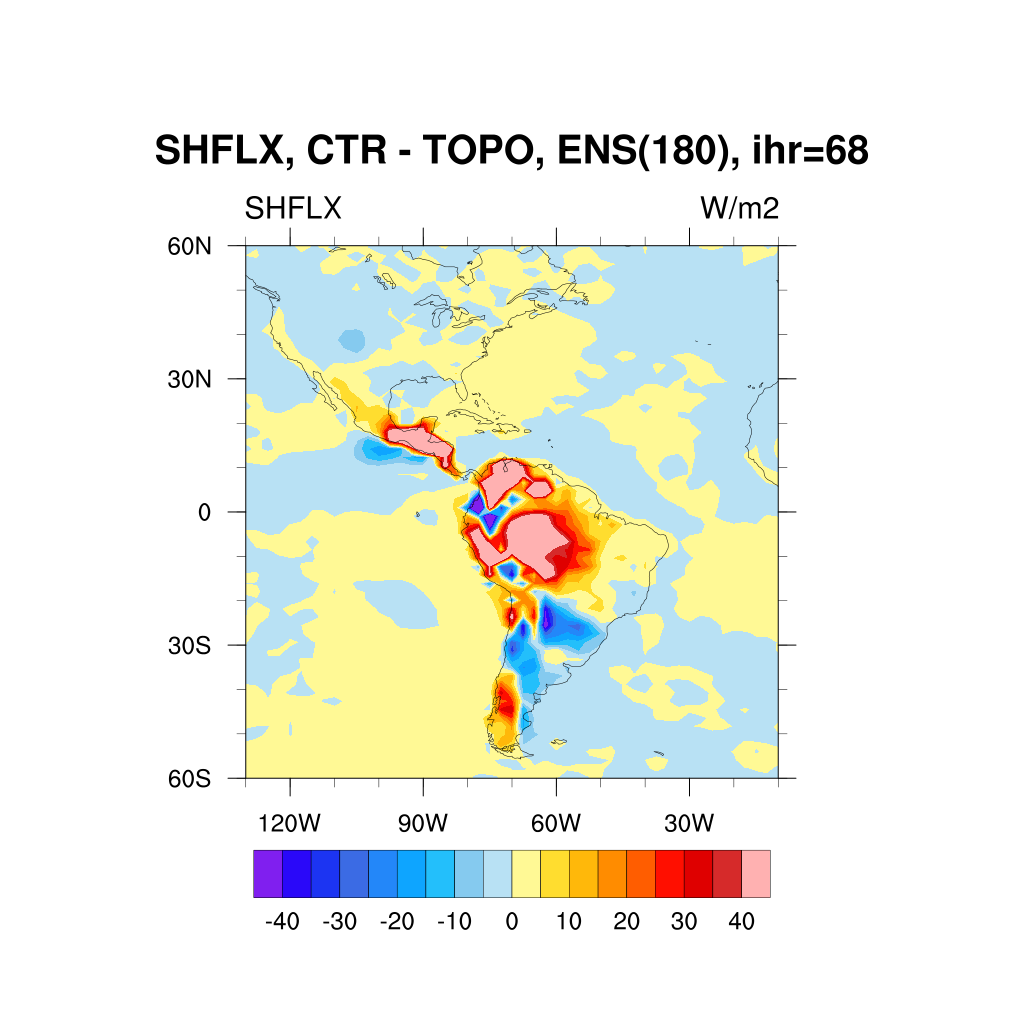 SHFLX, CTR - TOPO, ENS(180), ihr=68
SHFLX W/m2
60N
30N
0
30S
60S
120W 90W 60W 30W
-40 -30 -20 -10 0 10 20 30 40